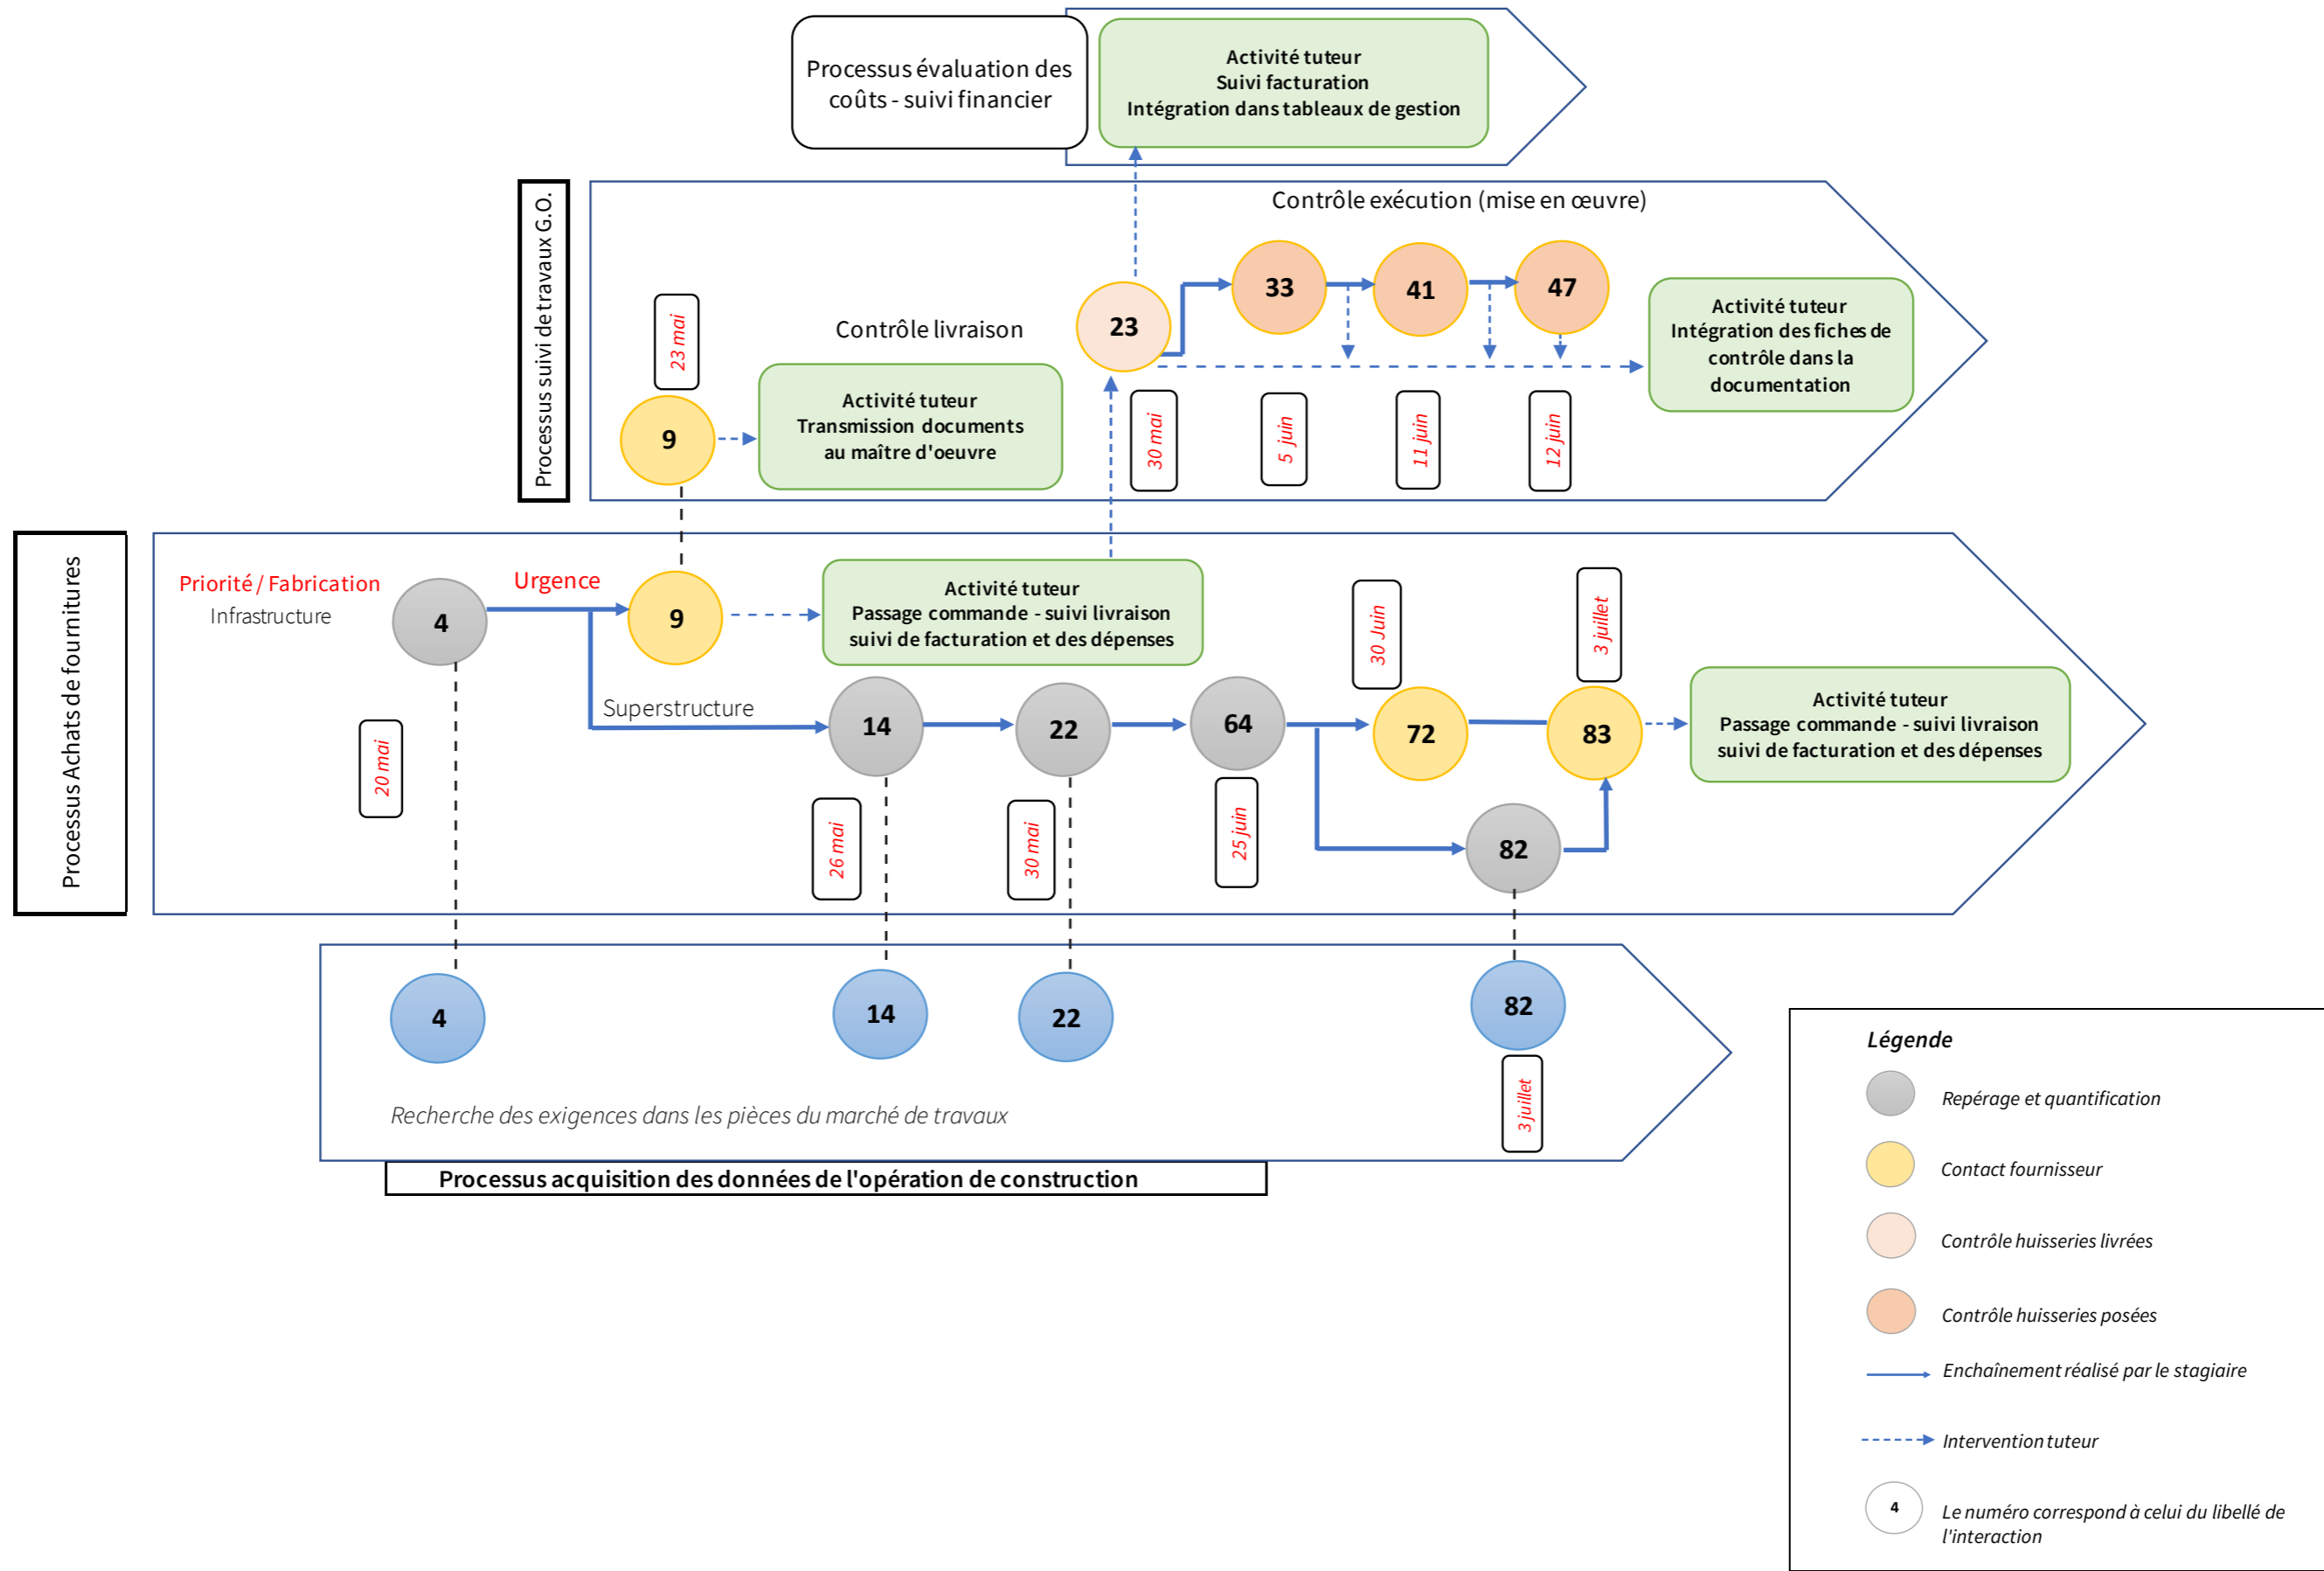 Processus évaluation des
coûts - suivi financier
Activité tuteur
Suivi facturation
Intégration dans tableaux de gestion
Processus suivi de travaux G.O.
Contrôle exécution (mise en œuvre)
23 mai
9
Contrôle livraison
Activité tuteur
Transmission documents
au maître d'oeuvre
23
33
41
47
30 mai
5 juin
11 juin
12 juin
Activité tuteur
Intégration des fiches de
contrôle dans la
documentation
Processus Achats de fournitures
Priorité / Fabrication
Infrastructure
4
Urgence
9
Activité tuteur
Passage commande - suivi livraison
suivi de facturation et des dépenses
20 mai
Superstructure
14
22
64
30 Juin
72
3 juillet
83
Activité tuteur
Passage commande - suivi livraison
suivi de facturation et des dépenses
26 mai
30 mai
25 juin
82
4
14
22
82
3 juillet
Recherche des exigences dans les pièces du marché de travaux
Processus acquisition des données de l'opération de construction
Légende
Repérage et quantification
Contact fournisseur
Contrôle huisseries livrées
Contrôle huisseries posées
Enchaînement réalisé par le stagiaire
Intervention tuteur
4
Le numéro correspond à celui du libellé de
l'interaction